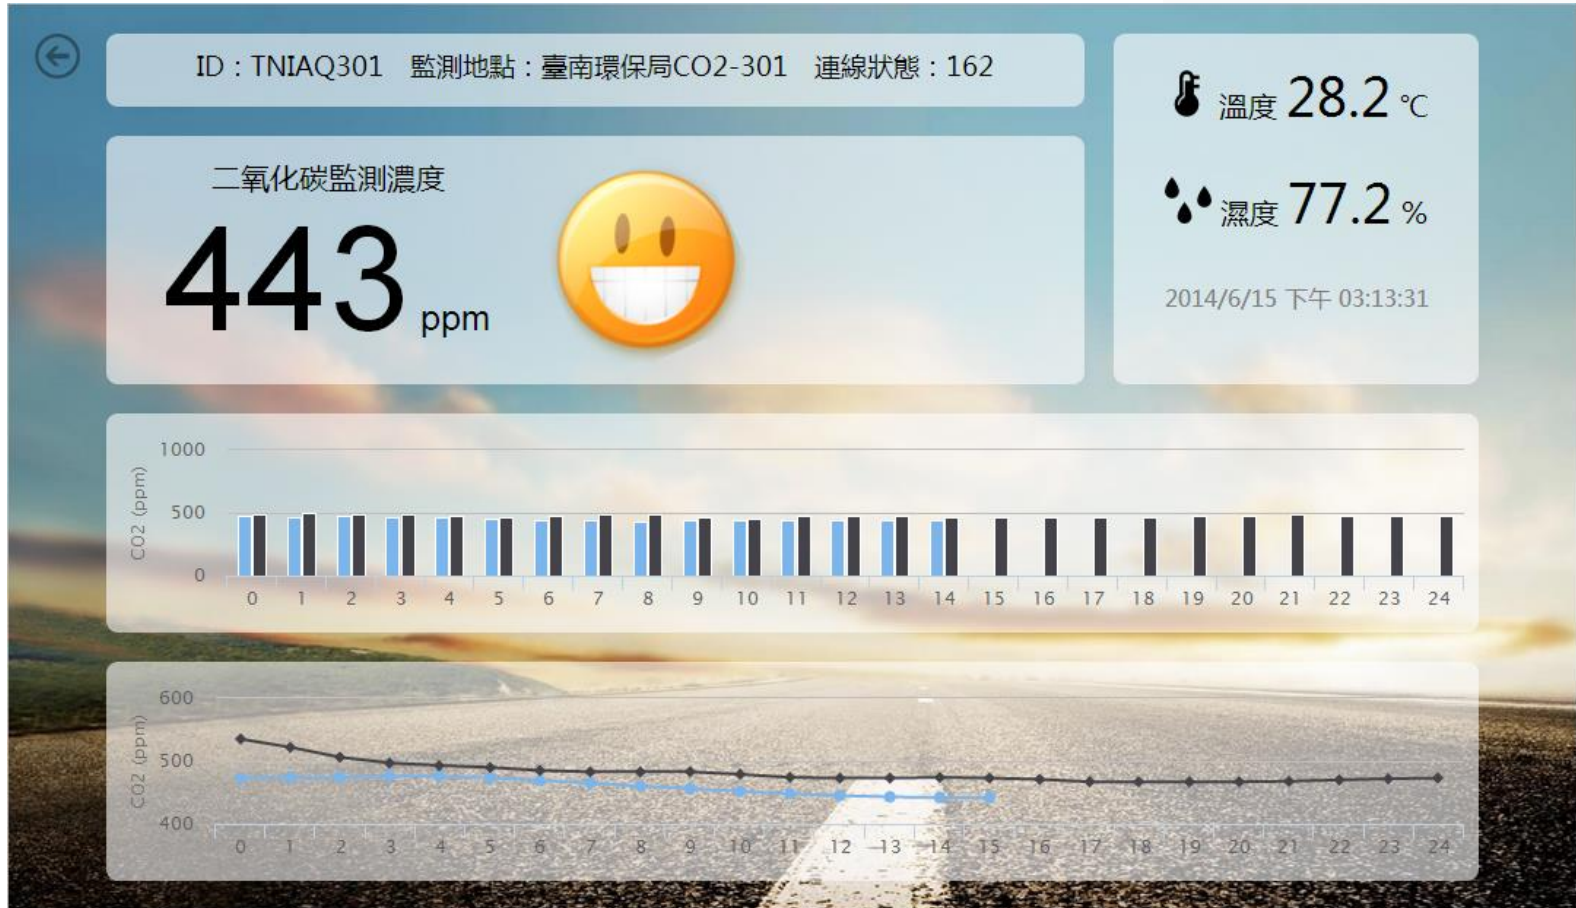 ID：TNIAQ301 監測地點：臺南環保局CO2-301 連線狀態：162
溫度 28.2 ℃
濕度 77.2 %
2014/6/15 下午 03:13:31
二氧化碳監測濃度
443 ppm
CO2 (ppm)
1000
500
0
0 1 2 3 4 5 6 7 8 9 10 11 12 13 14 15 16 17 18 19 20 21 22 23 24
CO2 (ppm)
600
500
400
0 1 2 3 4 5 6 7 8 9 10 11 12 13 14 15 16 17 18 19 20 21 22 23 24